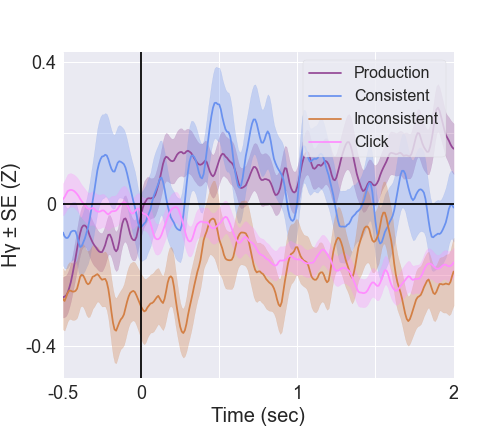 Hγ ± SE (Z)
0.4
0
-0.4
Production
Consistent
Inconsistent
Click
-0.5
0
1
2
Time (sec)